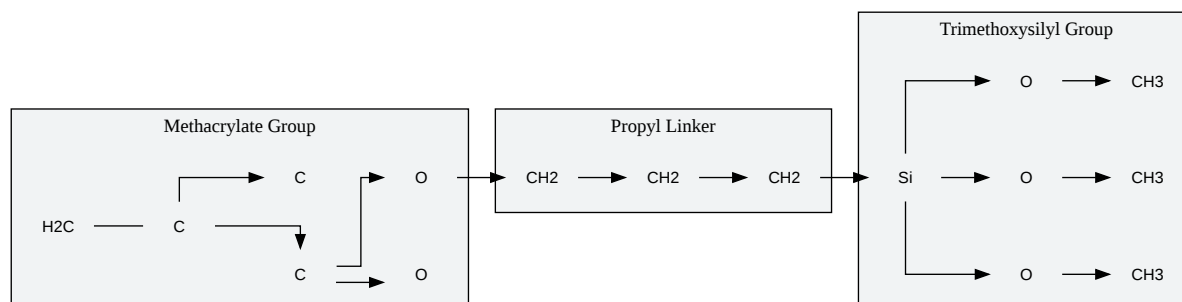 Methacrylate Group
H2C
C
C
C
O
O
Propyl Linker
CH2
CH2
CH2
Trimethoxysilyl Group
Si
O
CH3
O
CH3
O
CH3